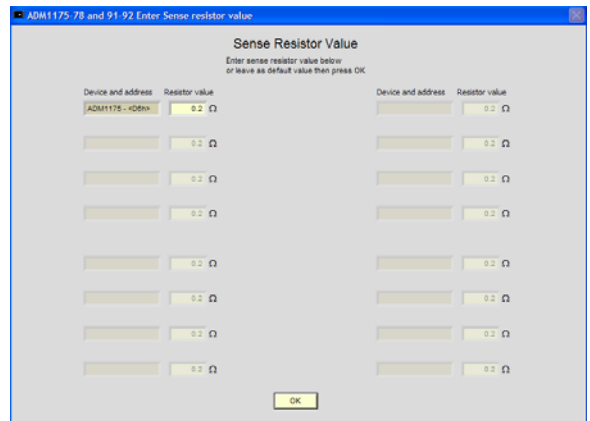 ADM1175-78 and 91-92 Enter Sense resistor value
Sense Resistor Value
Enter sense resistor value below
or leave as default value then press OK
Device and address Resistor value Device and address Resistor value
ADM1175 - <D6h> 0.2 Ω 0.2 Ω
0.2 Ω 0.2 Ω
0.2 Ω 0.2 Ω
0.2 Ω 0.2 Ω
0.2 Ω 0.2 Ω
0.2 Ω 0.2 Ω
0.2 Ω 0.2 Ω
0.2 Ω 0.2 Ω
OK